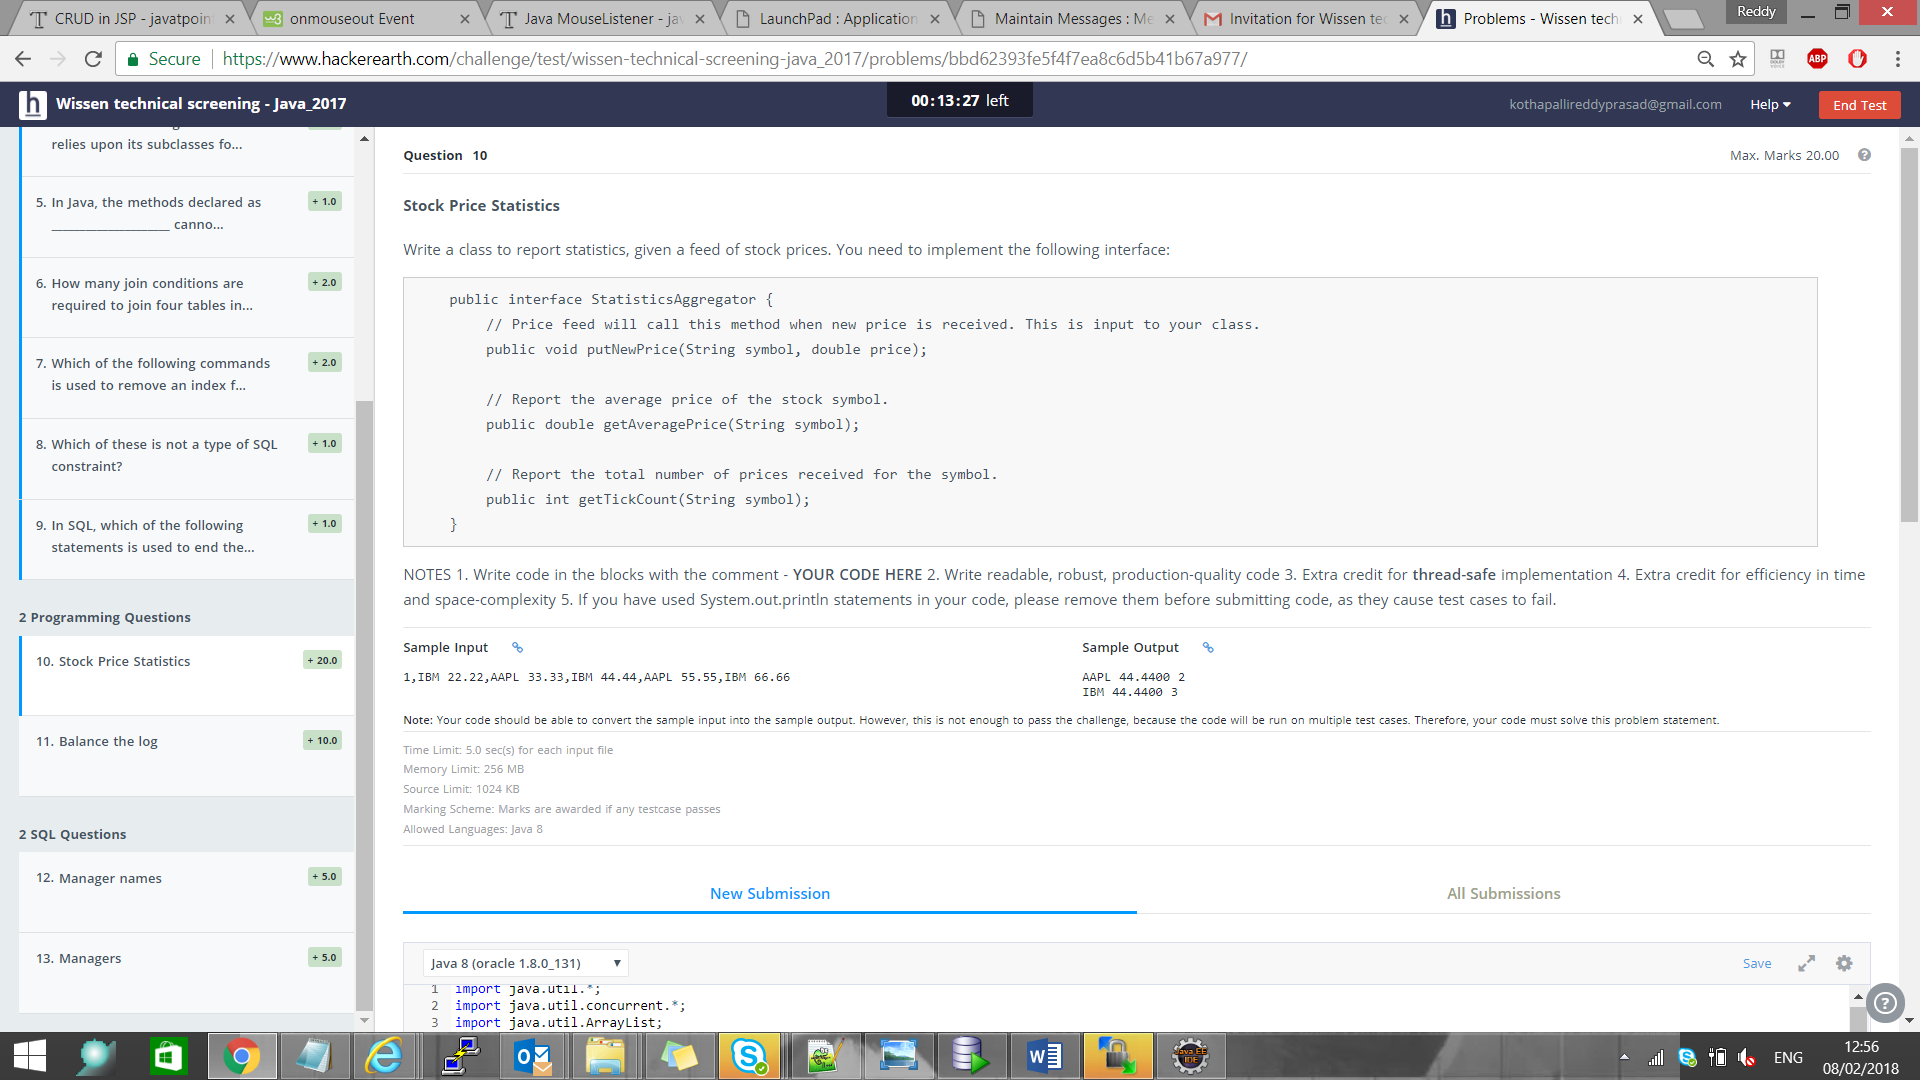 CRUD in JSP - javatpoin
onmouseout Event
Java MouseListener - ja
LaunchPad : Application
Maintain Messages : Me
Invitation for Wissen te
Problems - Wissen tech
Reddy
Secure
https://www.hackerearth.com/challenge/test/wissen-technical-screening-java_2017/problems/bbd62393fe5f4f7ea8c6d5b41b67a977/
ABP
h Wissen technical screening - Java_2017
00:13:27 left
kothapallireddyprasad@gmail.com
Help
End Test
relies upon its subclasses fo...
5. In Java, the methods declared as
____________________ canno...
+ 1.0
6. How many join conditions are
required to join four tables in...
+ 2.0
7. Which of the following commands
is used to remove an index f...
+ 2.0
8. Which of these is not a type of SQL
constraint?
+ 1.0
9. In SQL, which of the following
statements is used to end the...
+ 1.0
2 Programming Questions
10. Stock Price Statistics
+ 20.0
11. Balance the log
+ 10.0
2 SQL Questions
12. Manager names
+ 5.0
13. Managers
+ 5.0
Question 10
Max. Marks 20.00
Stock Price Statistics
Write a class to report statistics, given a feed of stock prices. You need to implement the following interface:
public interface StatisticsAggregator {
// Price feed will call this method when new price is received. This is input to your class.
public void putNewPrice(String symbol, double price);
// Report the average price of the stock symbol.
public double getAveragePrice(String symbol);
// Report the total number of prices received for the symbol.
public int getTickCount(String symbol);
}
NOTES 1. Write code in the blocks with the comment - YOUR CODE HERE 2. Write readable, robust, production-quality code 3. Extra credit for thread-safe implementation 4. Extra credit for efficiency in time
and space-complexity 5. If you have used System.out.println statements in your code, please remove them before submitting code, as they cause test cases to fail.
Sample Input
1,IBM 22.22,AAPL 33.33,IBM 44.44,AAPL 55.55,IBM 66.66
Sample Output
AAPL 44.4400 2
IBM 44.4400 3
Note: Your code should be able to convert the sample input into the sample output. However, this is not enough to pass the challenge, because the code will be run on multiple test cases. Therefore, your code must solve this problem statement.
Time Limit: 5.0 sec(s) for each input file
Memory Limit: 256 MB
Source Limit: 1024 KB
Marking Scheme: Marks are awarded if any testcase passes
Allowed Languages: Java 8
New Submission
All Submissions
Java 8 (oracle 1.8.0_131)
Save
1 import java.util.*;
2 import java.util.concurrent.*;
3 import java.util.ArrayList;
ENG
12:56
08/02/2018